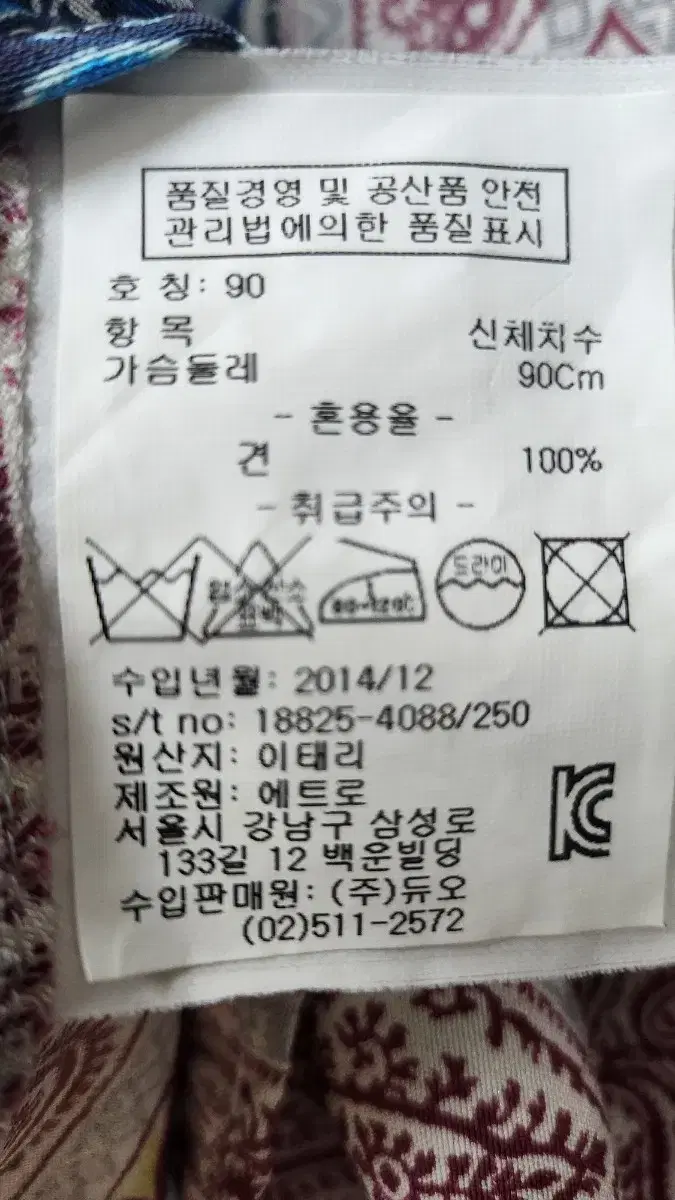 품질경영 및 공산품 안전
관리법에의한 품질표시
호 칭: 90
항 목 신체치수
가슴둘레 90Cm
- 혼용율 -
견 100%
- 취급주의 -
드라이
수입년월: 2014/12
s/t no: 18825-4088/250
원산지: 이태리
제조원: 에트로
서울시 강남구 삼성로
133길 12 백운빌딩
수입판매원: (주)듀오
(02)511-2572